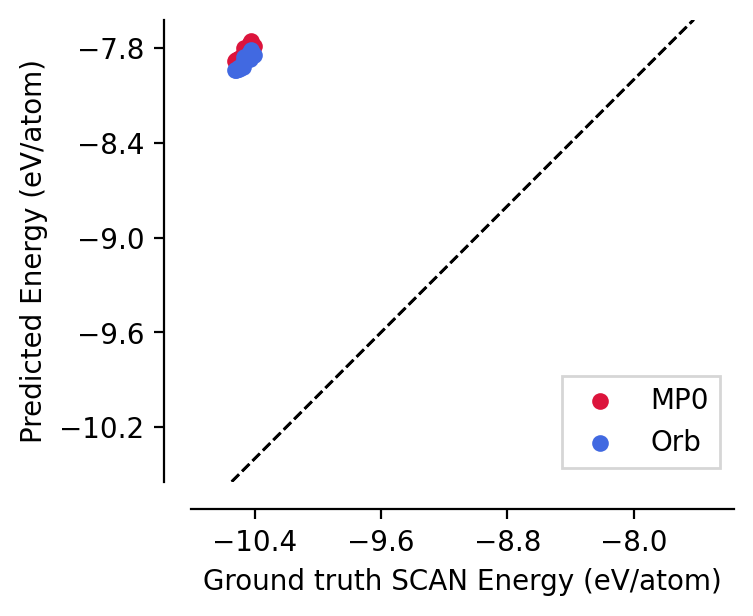 Predicted Energy (eV/atom)
−7.8
−8.4
−9.0
−9.6
−10.2
MP0
Orb
−10.4
−9.6
−8.8
−8.0
Ground truth SCAN Energy (eV/atom)